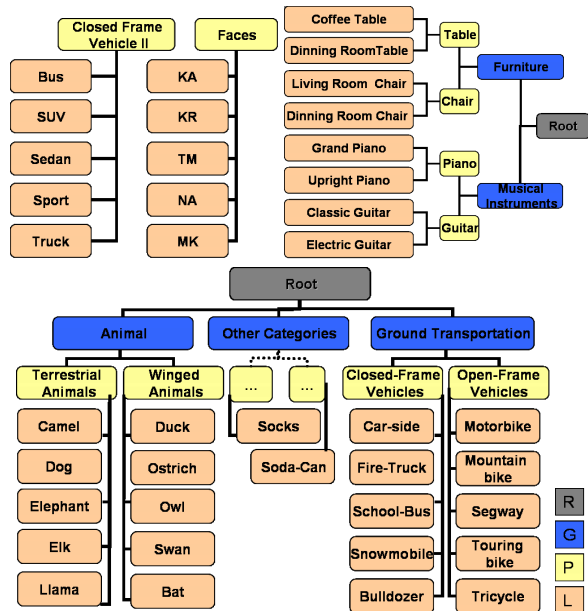 Closed Frame
Vehicle II
Bus
SUV
Sedan
Sport
Truck
Faces
KA
KR
TM
NA
MK
Coffee Table
Dinning RoomTable
Living Room Chair
Dinning Room Chair
Grand Piano
Upright Piano
Classic Guitar
Electric Guitar
Table
Chair
Piano
Guitar
Furniture
Musical
Instruments
Root
Root
Animal
Other Categories
Ground Transportation
Terrestrial
Animals
Winged
Animals
...
...
Closed-Frame
Vehicles
Open-Frame
Vehicles
Camel
Dog
Elephant
Elk
Llama
Duck
Ostrich
Owl
Swan
Bat
Socks
Soda-Can
Car-side
Fire-Truck
School-Bus
Snowmobile
Bulldozer
Motorbike
Mountain
bike
Segway
Touring
bike
Tricycle
R
G
P
L